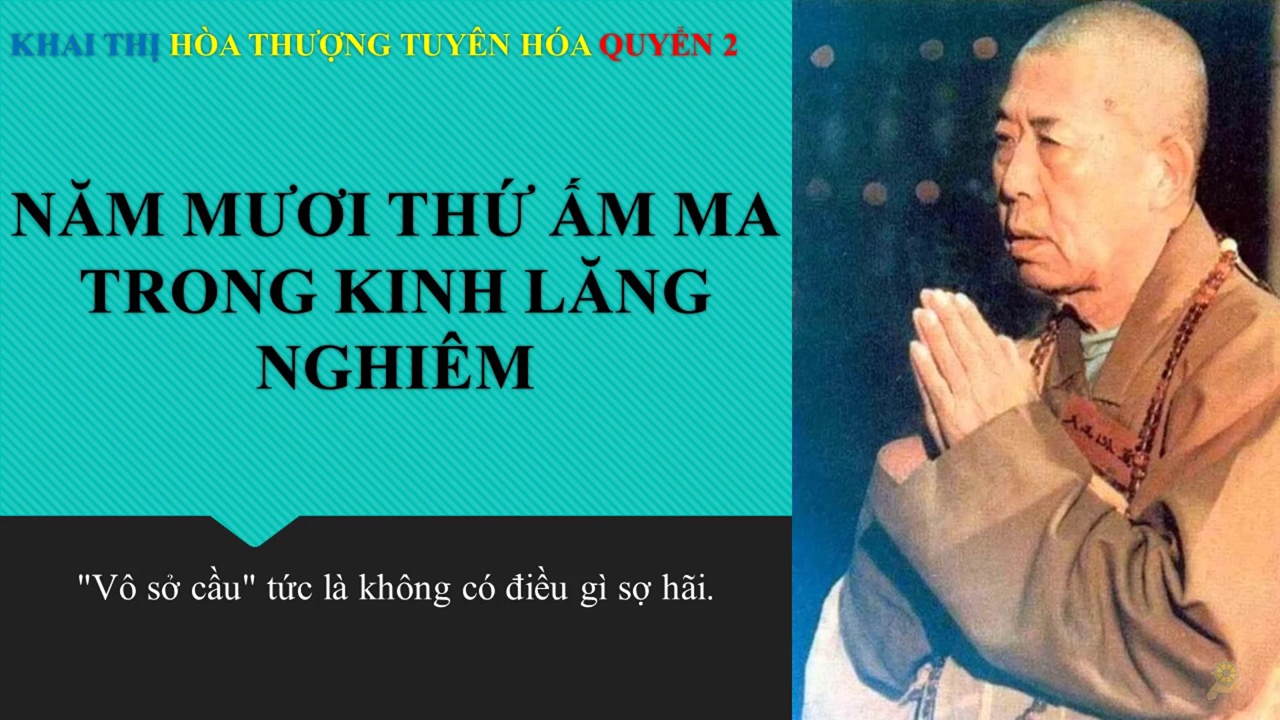 KHAI THỊ HÒA THƯỢNG TUYÊN HÓA QUYỂN 2
NĂM MƯƠI THỨ ẤM MA
TRONG KINH LĂNG
NGHIÊM
"Vô sở cầu" tức là không có điều gì sợ hãi.